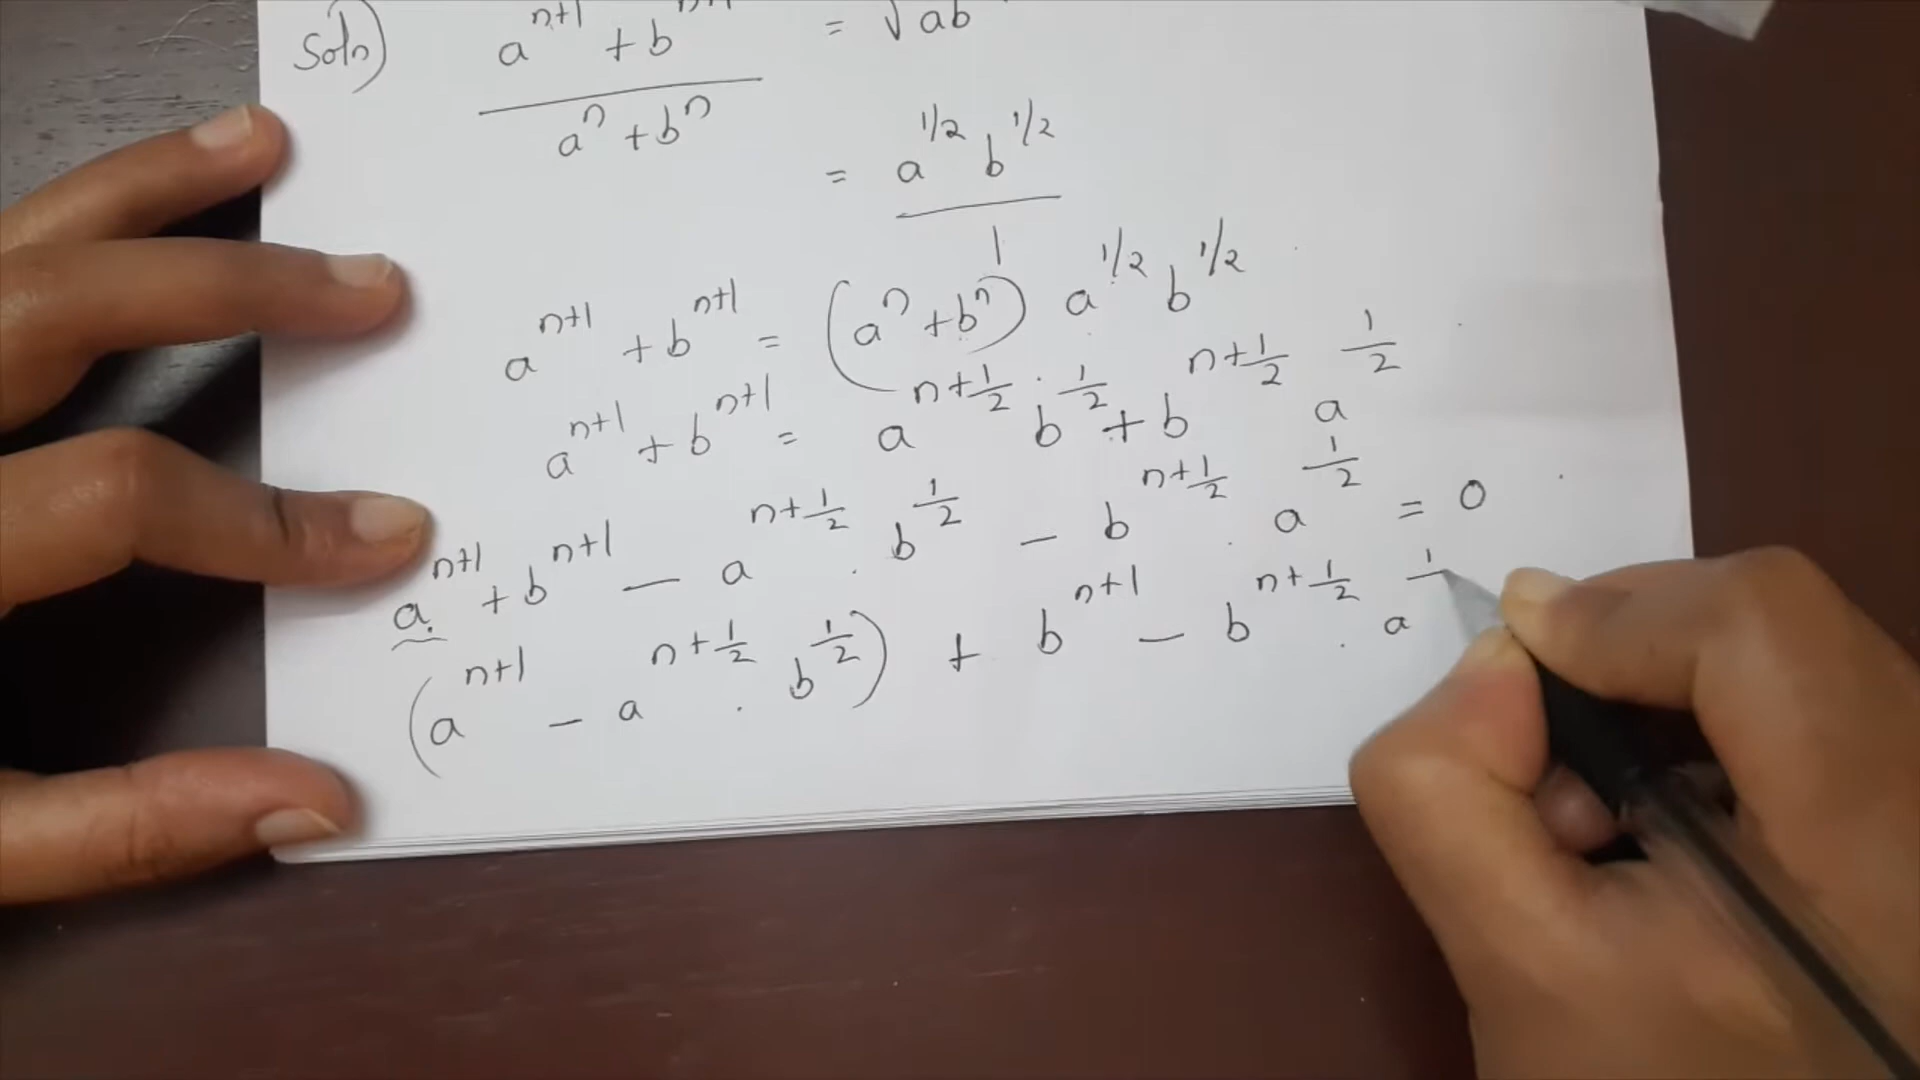 Soln) a^(n+1) + b^(n+1) / a^n + b^n = √ab
= a^(1/2) b^(1/2) / 1
a^(n+1) + b^(n+1) = (a^n + b^n) a^(1/2) b^(1/2)
a^(n+1) + b^(n+1) = a^(n+1/2) · b^(1/2) + b^(n+1/2) a^(1/2)
a^(n+1) + b^(n+1) - a^(n+1/2) · b^(1/2) - b^(n+1/2) · a^(1/2) = 0
(a^(n+1) - a^(n+1/2) · b^(1/2)) + b^(n+1) - b^(n+1/2) · a^1